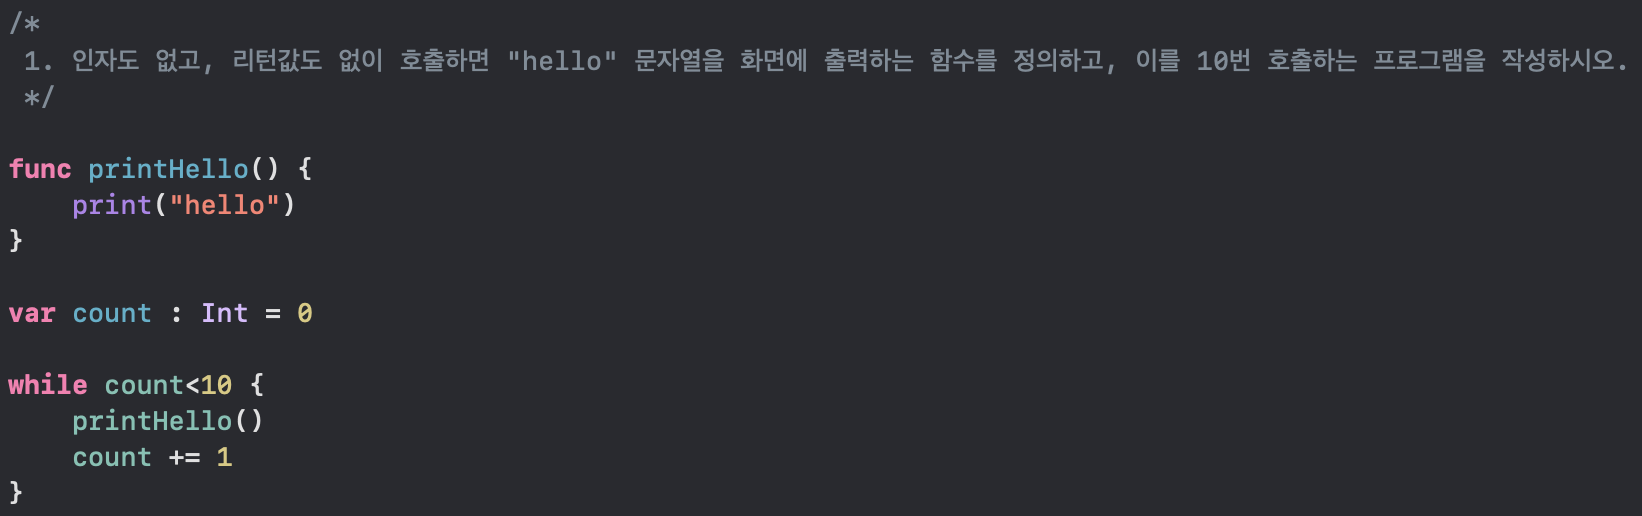 /*
 1. 인자도 없고, 리턴값도 없이 호출하면 "hello" 문자열을 화면에 출력하는 함수를 정의하고, 이를 10번 호출하는 프로그램을 작성하시오.
 */
func printHello() {
    print("hello")
}
var count : Int = 0
while count<10 {
    printHello()
    count += 1
}